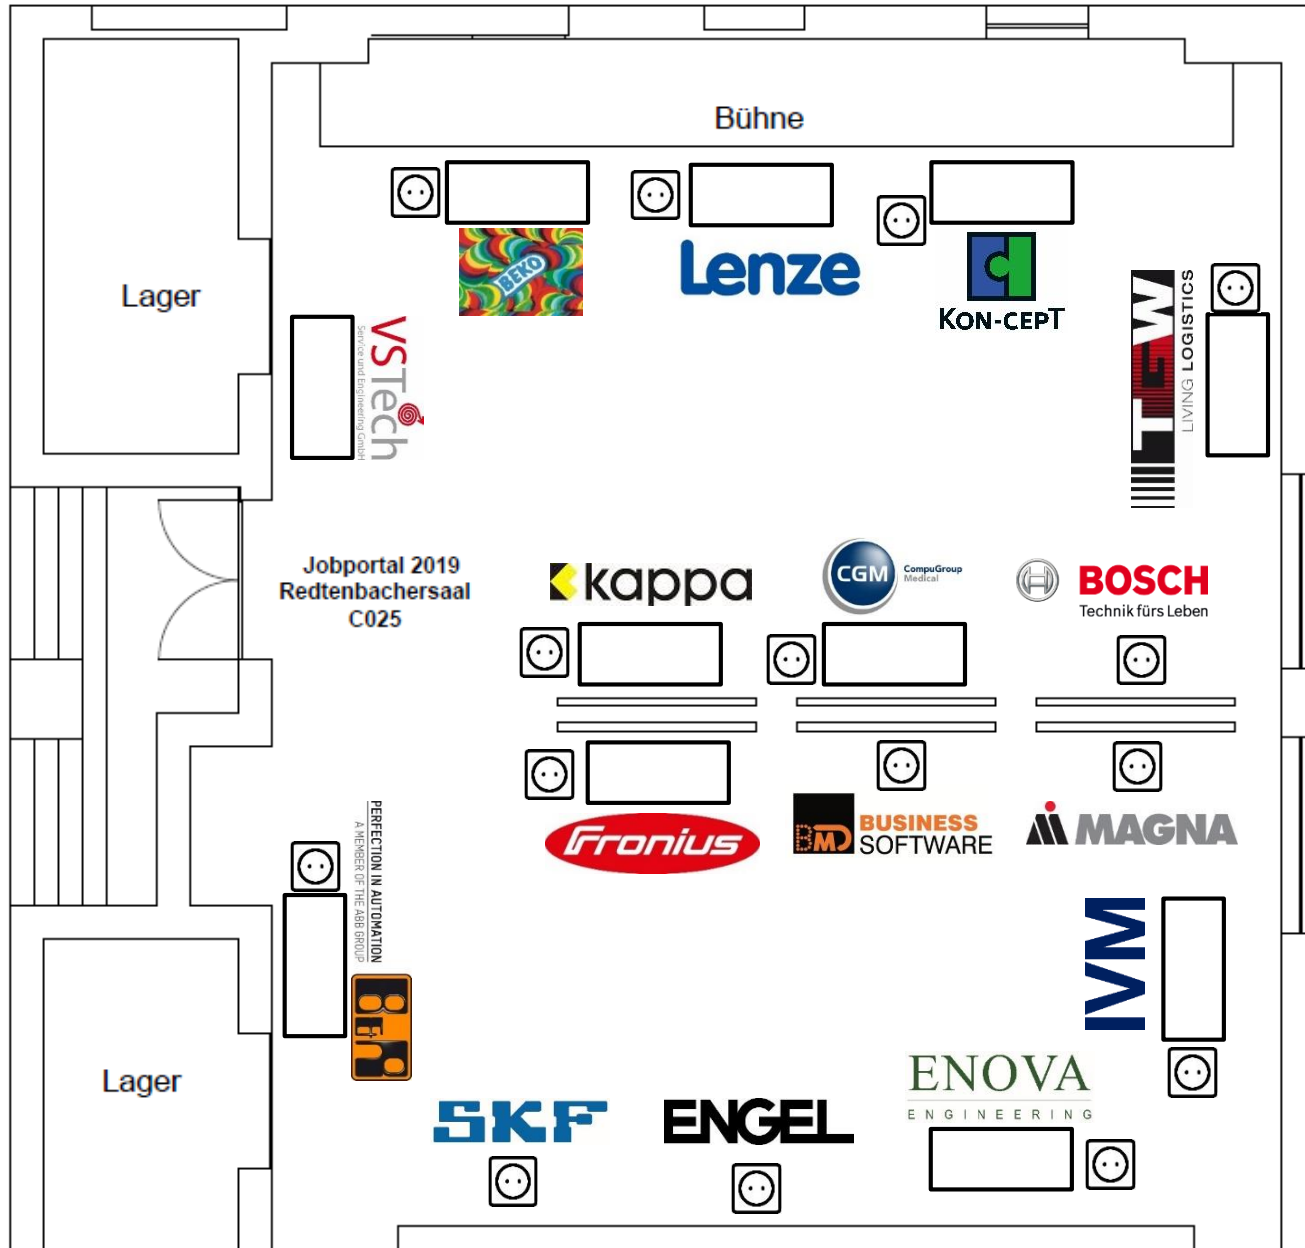 Bühne
BEKO
Lenze
KON-CEPT
Lager
VSTech
Service und Engineering GmbH
TGW
LIVING LOGISTICS
Jobportal 2019
Redtenbachersaal
C025
kappa
CGM
CompuGroup
Medical
BOSCH
Technik fürs Leben
Fronius
BMD
BUSINESS
SOFTWARE
MAGNA
PERFECTION IN AUTOMATION
A MEMBER OF THE ABB GROUP
B&R
IVM
Lager
ENOVA
ENGINEERING
SKF
ENGEL